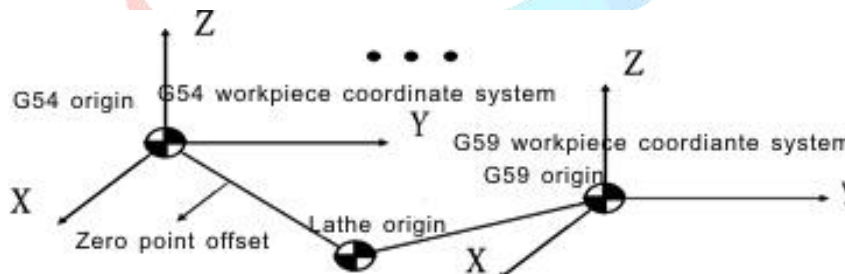 Z
G54 origin
G54 workpiece coordinate system
Y
X
Zero point offset
Lathe origin
Z
G59 workpiece coordiante system
G59 origin
X